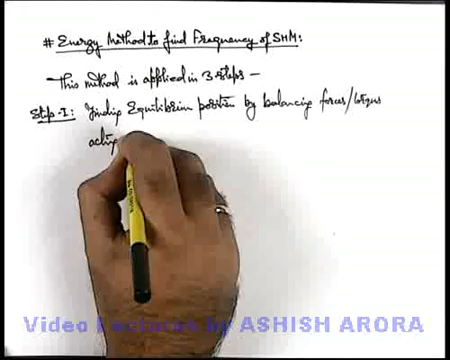 # Energy Method to find Frequency of SHM:
This method is applied in 3 steps –
Step-I: Finding Equilibrium position by balancing forces/torques
acting
Video Lectures by ASHISH ARORA